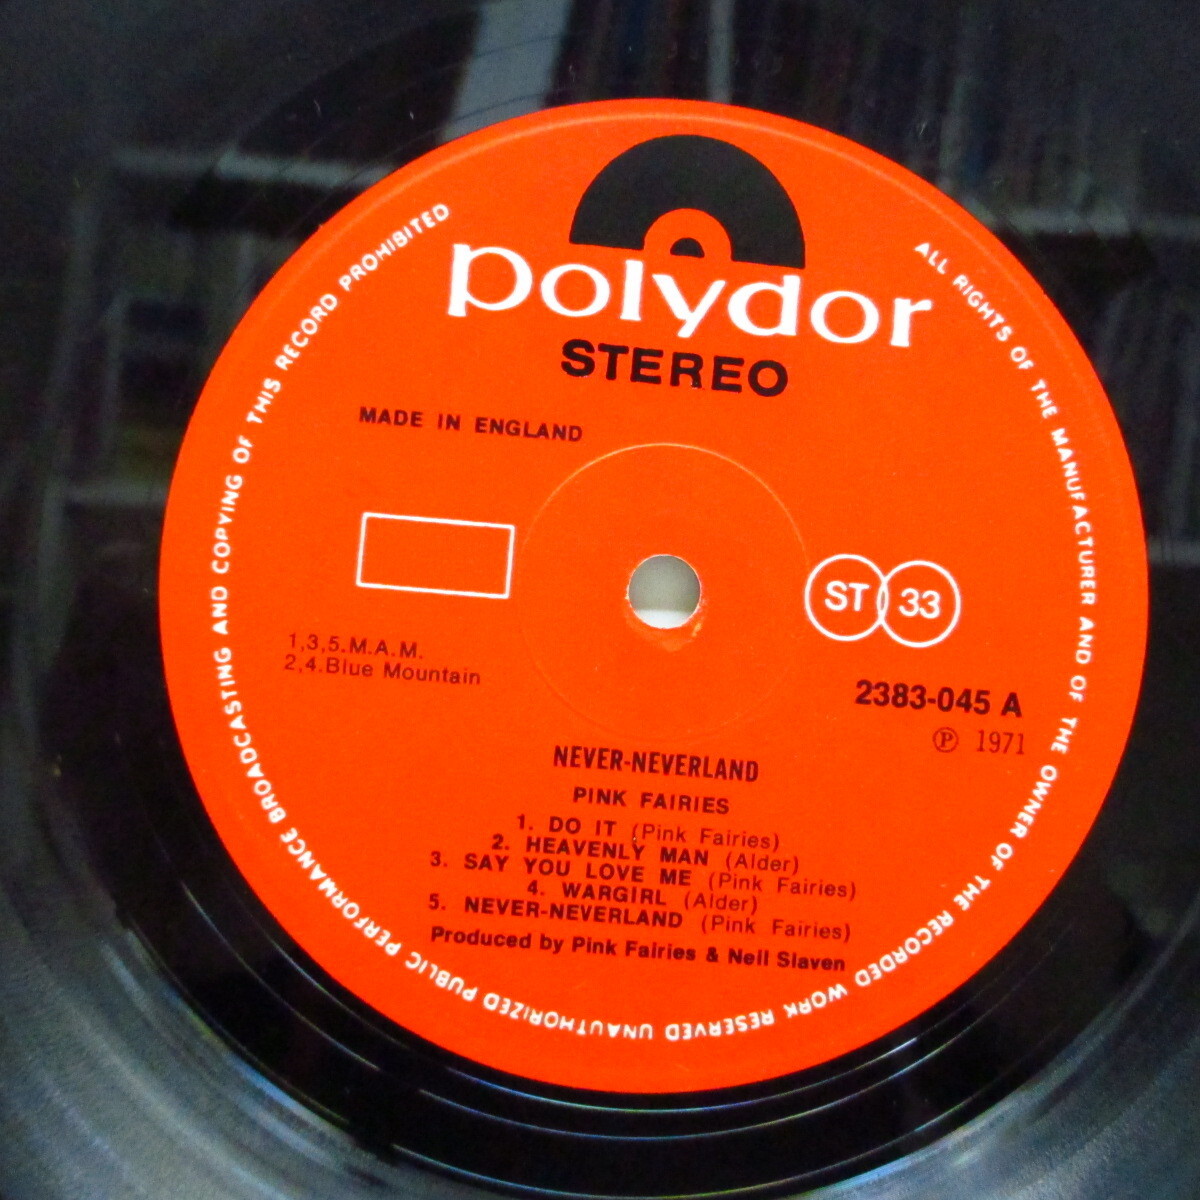 polydor
STEREO
MADE IN ENGLAND
ST 33
1,3,5.M.A.M.
2,4.Blue Mountain
2383-045 A
℗ 1971
NEVER-NEVERLAND
PINK FAIRIES
1. DO IT (Pink Fairies)
2. HEAVENLY MAN (Alder)
3. SAY YOU LOVE ME (Pink Fairies)
4. WARGIRL (Alder)
5. NEVER-NEVERLAND (Pink Fairies)
Produced by Pink Fairies & Neil Slaven
ALL RIGHTS OF THE MANUFACTURER AND OF THE OWNER OF THE RECORDED WORK RESERVED UNAUTHORIZED PUBLIC PERFORMANCE BROADCASTING AND COPYING OF THIS RECORD PROHIBITED